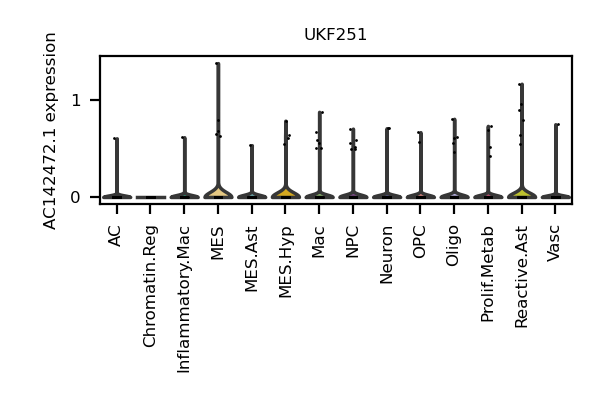 UKF251
AC142472.1 expression
1
0
AC
Chromatin.Reg
Inflammatory.Mac
MES
MES.Ast
MES.Hyp
Mac
NPC
Neuron
OPC
Oligo
Prolif.Metab
Reactive.Ast
Vasc